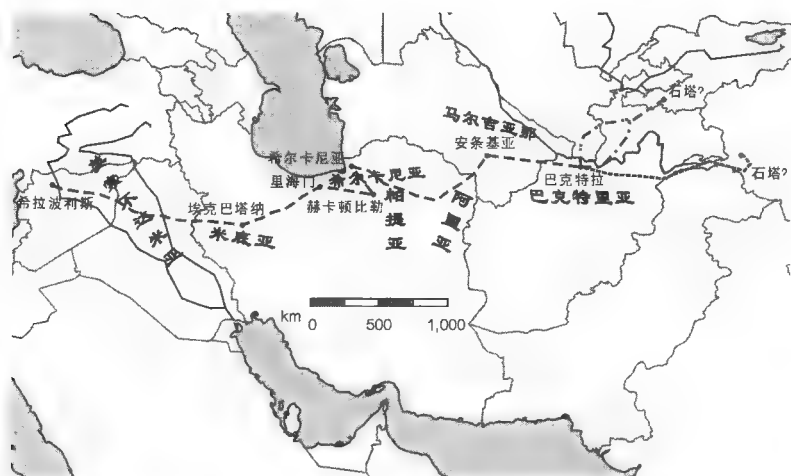 石塔?
马尔吉亚那
安条基亚
希尔卡尼亚
希尔卡尼亚
里海门
巴克特拉
石塔?
希拉波利斯
美索不达米亚
埃克巴塔纳
赫卡顿比勒
帕提亚
阿里亚
巴克特里亚
米底亚
km
0 500 1,000